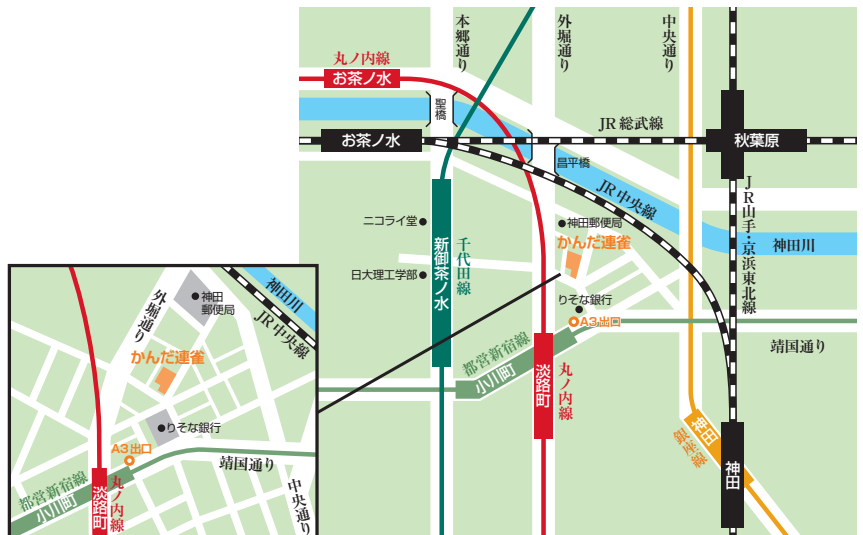 本郷通り
外堀通り
中央通り
丸ノ内線
お茶ノ水
聖橋
JR 総武線
お茶ノ水
秋葉原
昌平橋
JR中央線
JR山手・京浜東北線
ニコライ堂
神田郵便局
かんだ連雀
神田川
新御茶ノ水
千代田線
日大理工学部
りそな銀行
A3出口
靖国通り
都営新宿線
小川町
淡路町
丸ノ内線
神田
銀座線
神田
外堀通り
神田
郵便局
神田川
JR中央線
かんだ連雀
りそな銀行
A3出口
靖国通り
都営新宿線
小川町
淡路町
丸ノ内線
中央通り